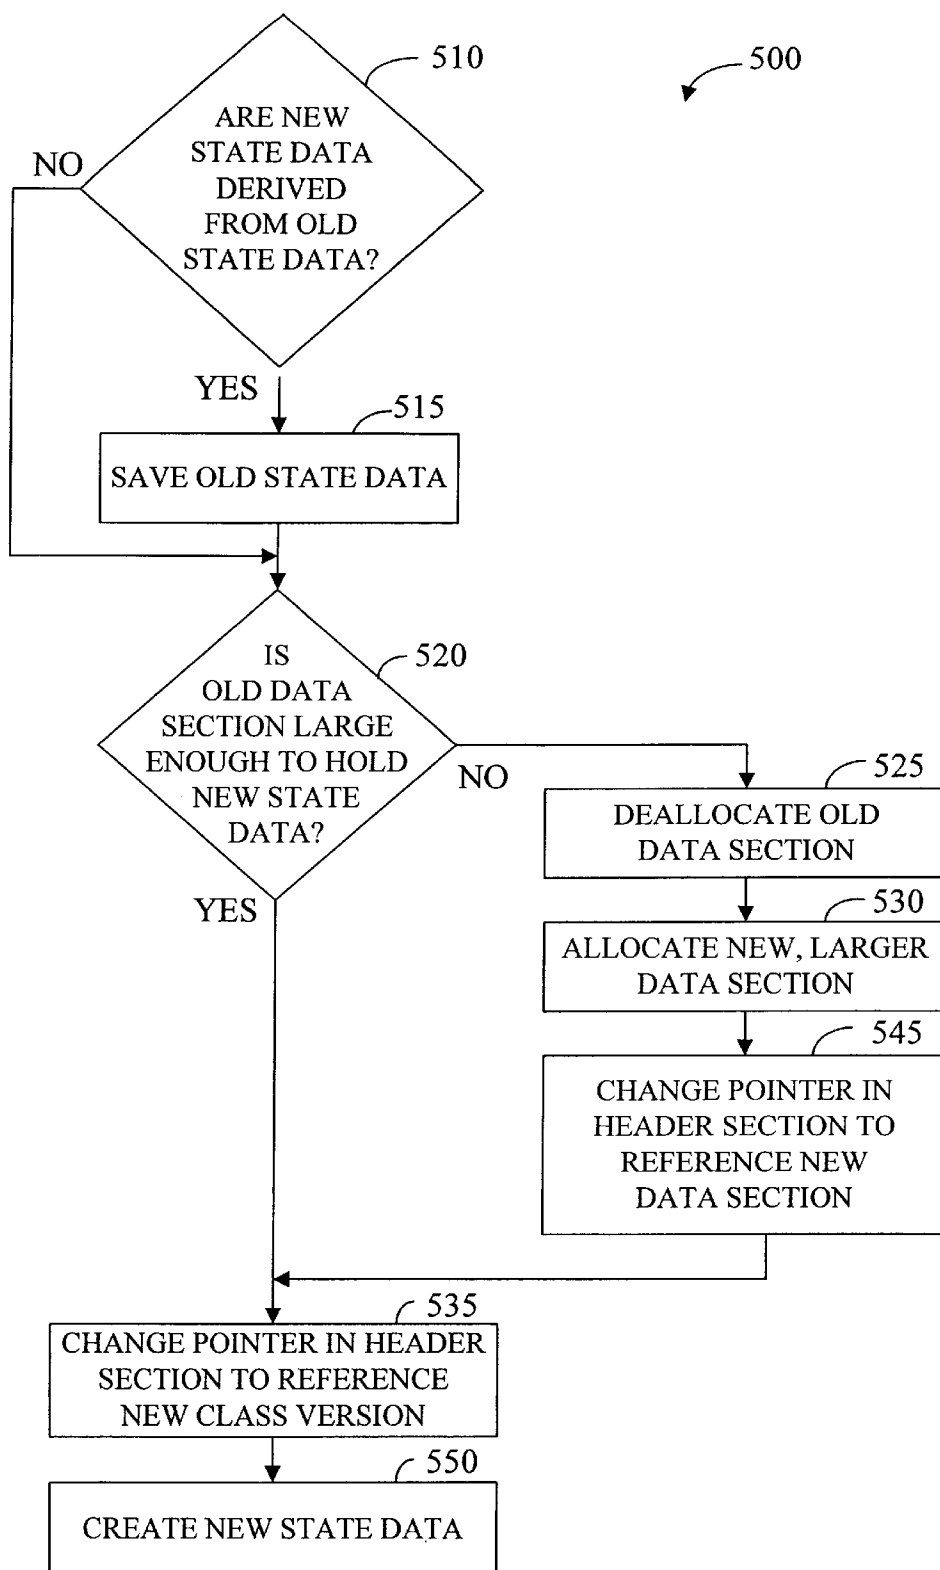 510
500
ARE NEW
STATE DATA
DERIVED
FROM OLD
STATE DATA?
NO
YES
515
SAVE OLD STATE DATA
520
IS
OLD DATA
SECTION LARGE
ENOUGH TO HOLD
NEW STATE
DATA?
NO
YES
525
DEALLOCATE OLD
DATA SECTION
530
ALLOCATE NEW, LARGER
DATA SECTION
545
CHANGE POINTER IN
HEADER SECTION TO
REFERENCE NEW
DATA SECTION
535
CHANGE POINTER IN HEADER
SECTION TO REFERENCE
NEW CLASS VERSION
550
CREATE NEW STATE DATA